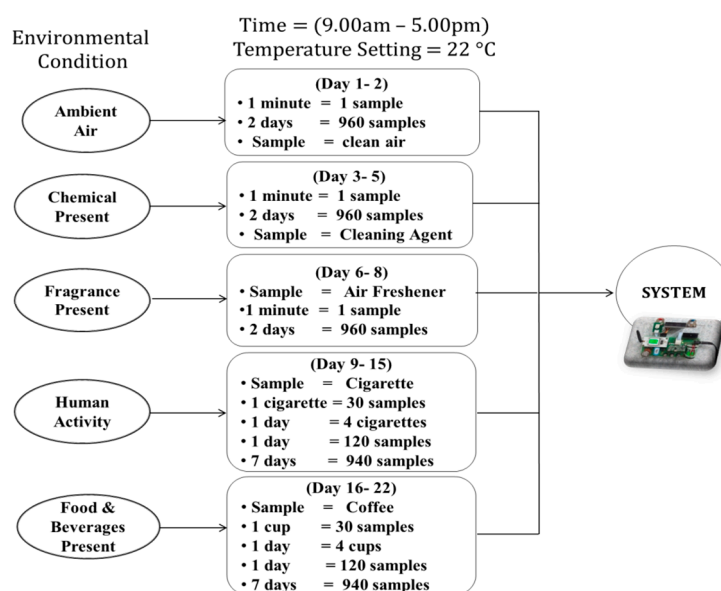 Environmental
Condition
Time = (9.00am – 5.00pm)
Temperature Setting = 22 °C
Ambient
Air
(Day 1- 2)
• 1 minute = 1 sample
• 2 days = 960 samples
• Sample = clean air
Chemical
Present
(Day 3- 5)
• 1 minute = 1 sample
• 2 days = 960 samples
• Sample = Cleaning Agent
Fragrance
Present
(Day 6- 8)
• Sample = Air Freshener
•1 minute = 1 sample
• 2 days = 960 samples
Human
Activity
(Day 9- 15)
• Sample = Cigarette
• 1 cigarette = 30 samples
• 1 day = 4 cigarettes
• 1 day = 120 samples
• 7 days = 940 samples
Food &
Beverages
Present
(Day 16- 22)
• Sample = Coffee
• 1 cup = 30 samples
• 1 day = 4 cups
• 1 day = 120 samples
• 7 days = 940 samples
SYSTEM